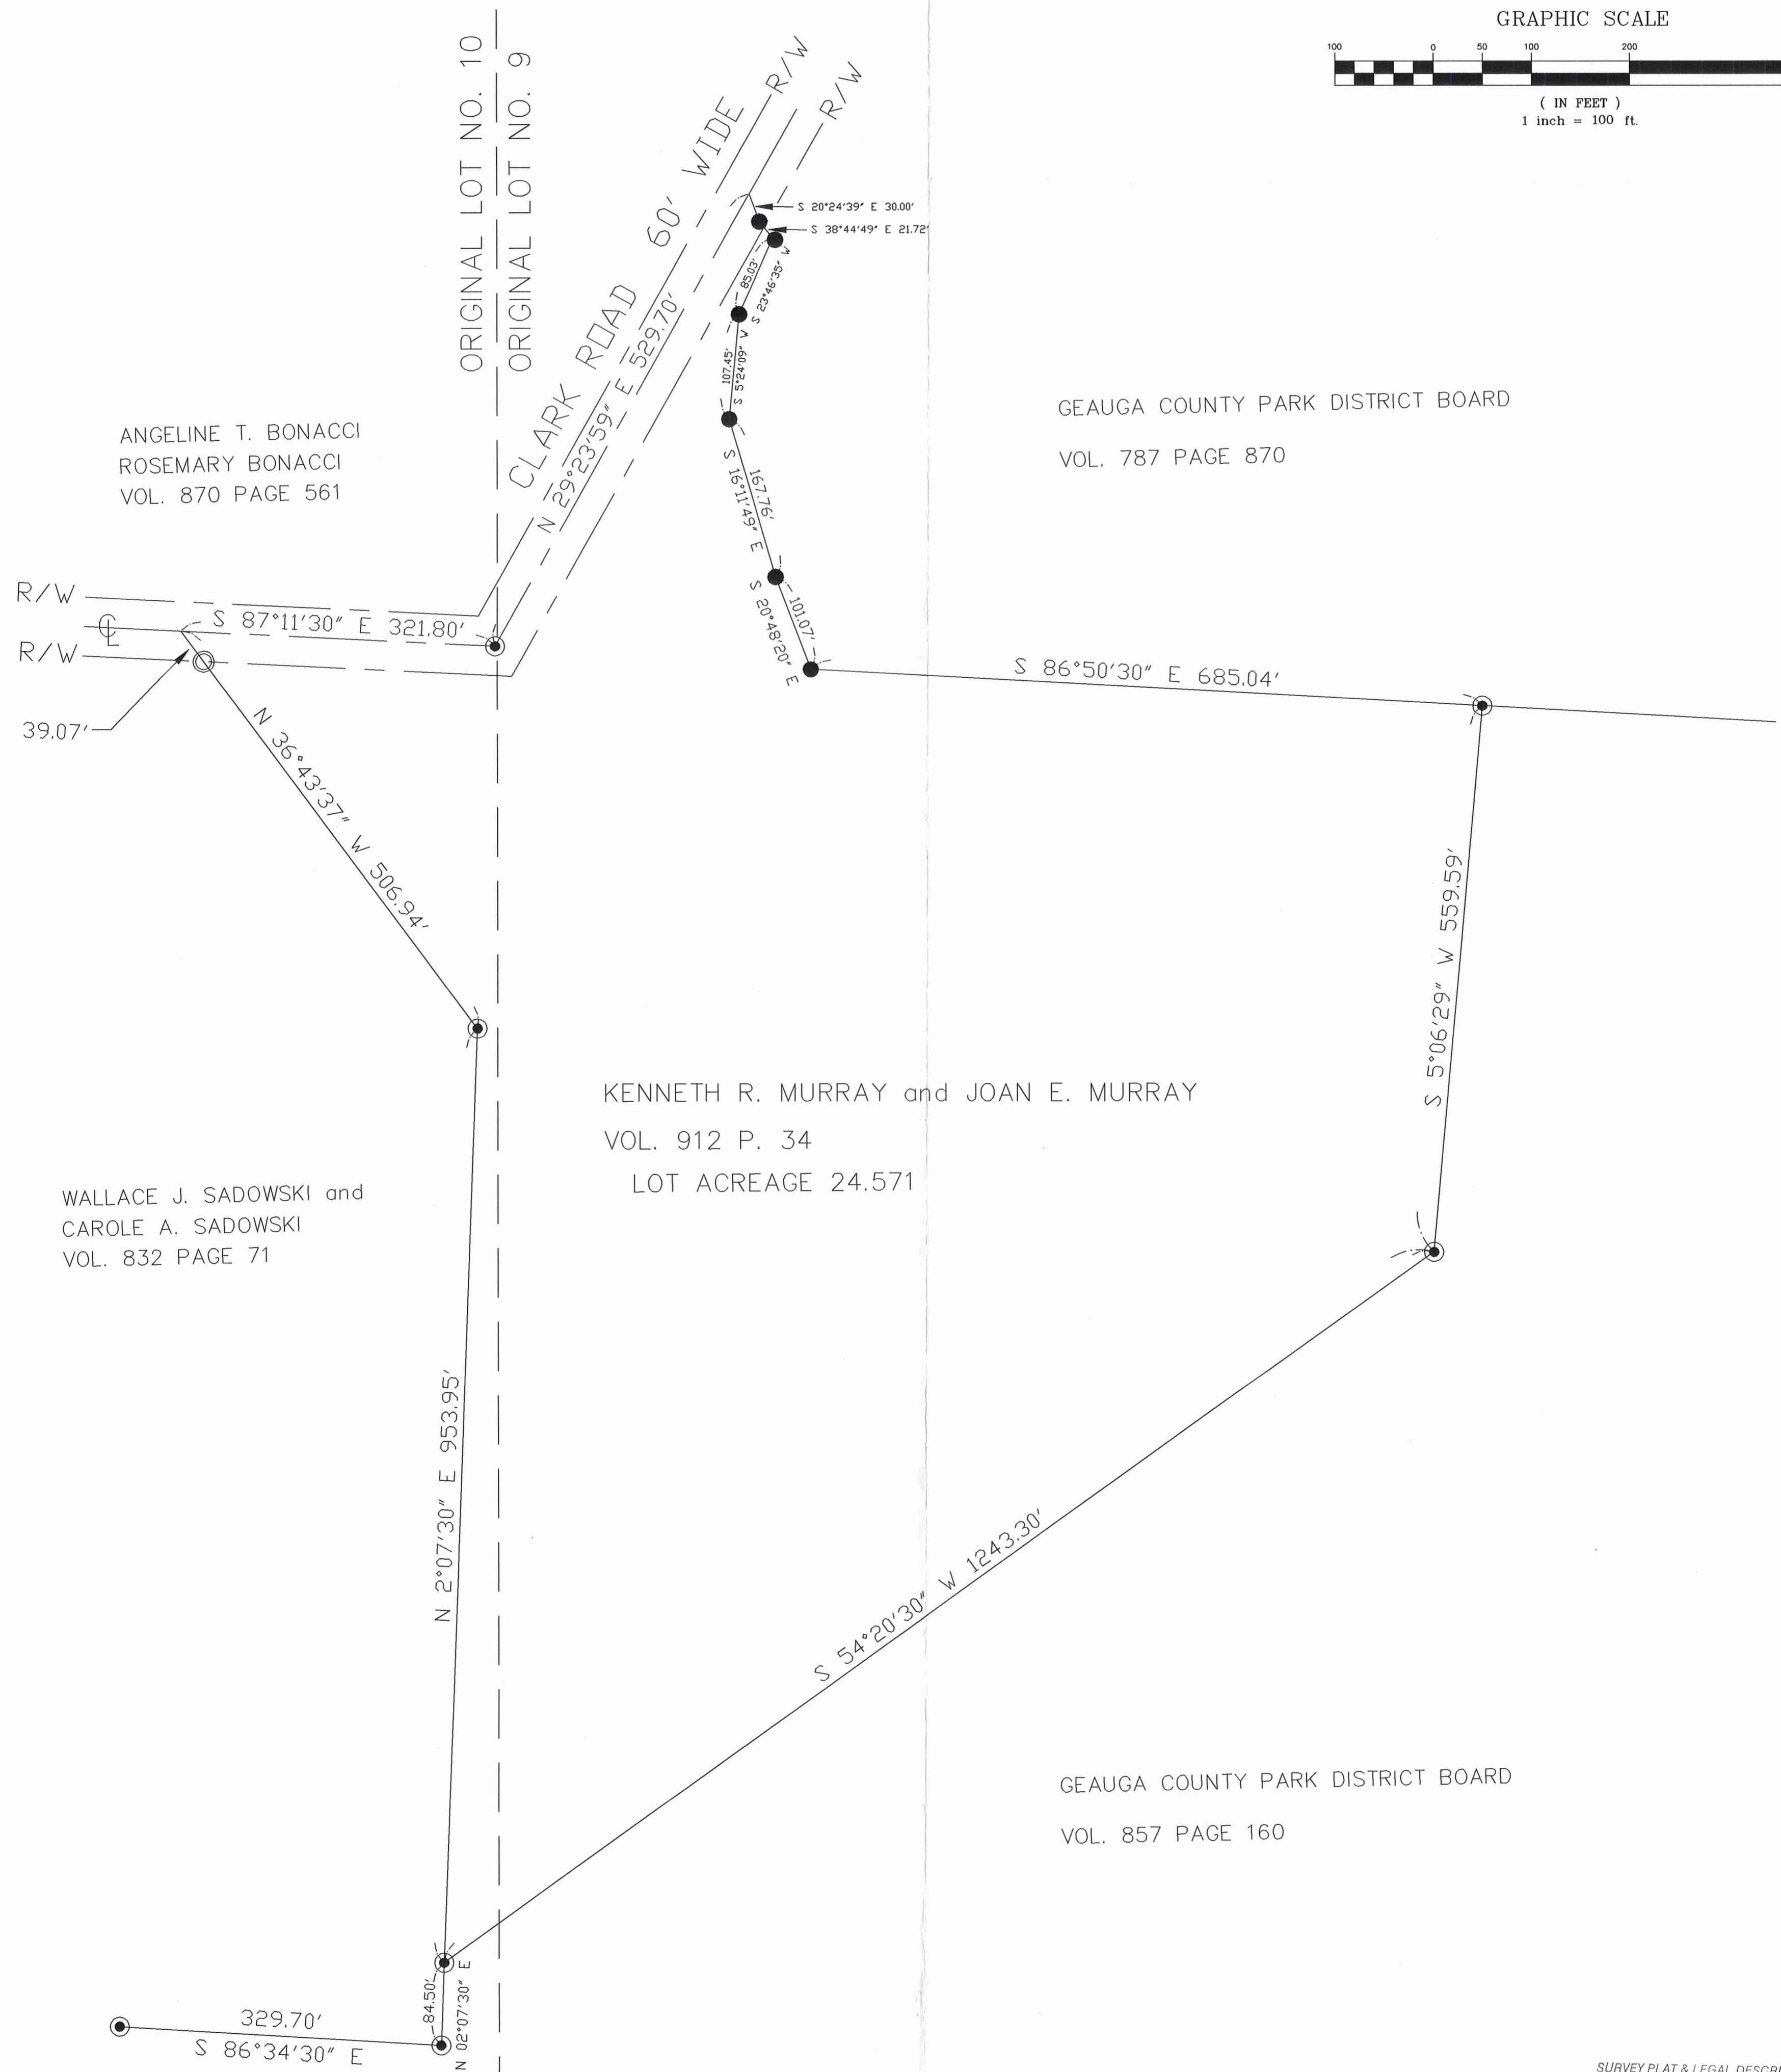 GRAPHIC SCALE
100 0 50 100 200
( IN FEET )
1 inch = 100 ft.
ORIGINAL LOT NO. 10
ORIGINAL LOT NO. 9
CLARK ROAD 60' WIDE
R/W
R/W
S 20°24'39" E 30.00'
S 38°44'49" E 21.72'
85.03'
S 23°46'35" W
N 29°23'59" E 529.70'
107.45'
S 5°24'09" W
GEAUGA COUNTY PARK DISTRICT BOARD
VOL. 787 PAGE 870
ANGELINE T. BONACCI
ROSEMARY BONACCI
VOL. 870 PAGE 561
167.76'
S 16°11'49" E
101.07'
S 20°48'20" E
R/W
S 87°11'30" E 321.80'
CL
R/W
39.07'
S 86°50'30" E 685.04'
N 36°43'37" W 506.94'
S 5°06'29" W 559.59'
KENNETH R. MURRAY and JOAN E. MURRAY
VOL. 912 P. 34
LOT ACREAGE 24.571
WALLACE J. SADOWSKI and
CAROLE A. SADOWSKI
VOL. 832 PAGE 71
N 2°07'30" E 953.95'
S 54°20'30" W 1243.30'
GEAUGA COUNTY PARK DISTRICT BOARD
VOL. 857 PAGE 160
84.50'
N 02°07'30" E
329.70'
S 86°34'30" E
SURVEY PLAT & LEGAL